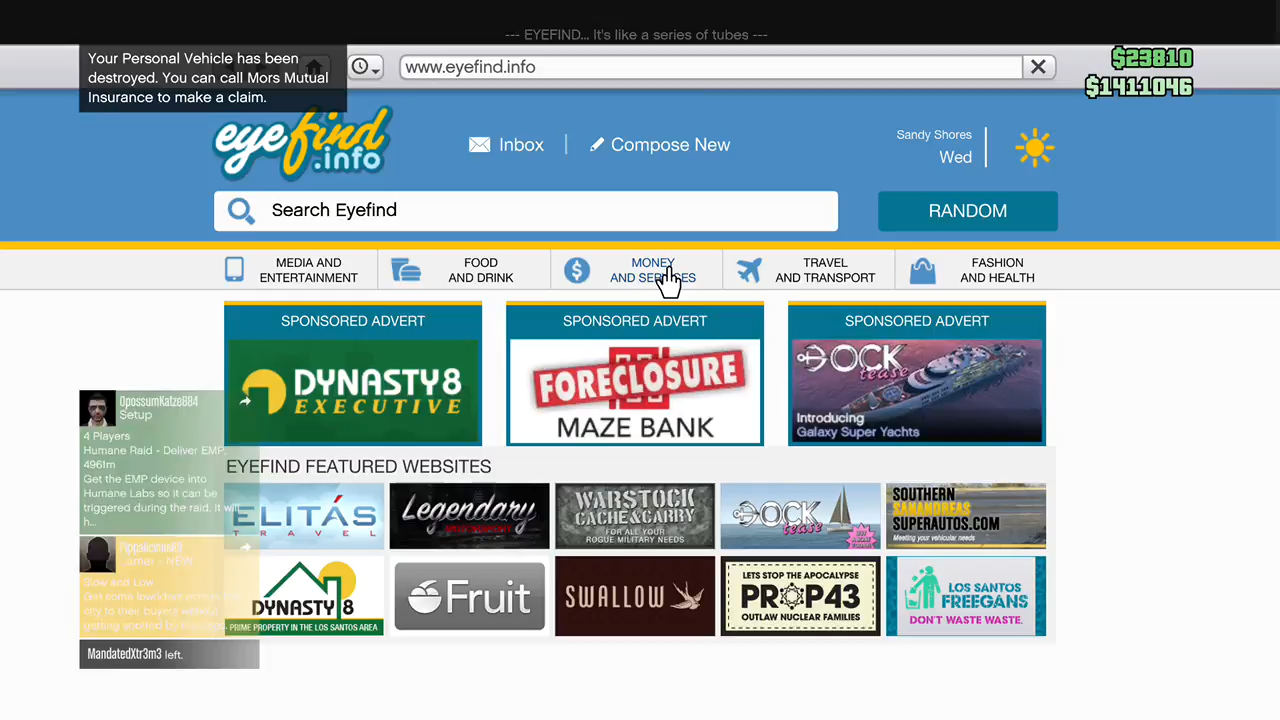 --- EYEFIND... It's like a series of tubes ---
Your Personal Vehicle has been
destroyed. You can call Mors Mutual
Insurance to make a claim.
www.eyefind.info
$23810
$1411046
eyefind
.info
Inbox
Compose New
Sandy Shores
Wed
Search Eyefind
RANDOM
MEDIA AND
ENTERTAINMENT
FOOD
AND DRINK
MONEY
AND SERVICES
TRAVEL
AND TRANSPORT
FASHION
AND HEALTH
SPONSORED ADVERT
DYNASTY 8
EXECUTIVE
SPONSORED ADVERT
FORECLOSURE
MAZE BANK
SPONSORED ADVERT
DOCK
tease
Introducing
Galaxy Super Yachts
OpossumKatze884
Setup
4 Players
Humane Raid - Deliver EMP.
4961m
Get the EMP device into
Humane Labs so it can be
triggered during the raid. It will
h...
EYEFIND FEATURED WEBSITES
ELITÁS
TRAVEL
Legendary
WARSTOCK
CACHE & CARRY
FOR ALL YOUR
ROGUE MILITARY NEEDS
DOCK
tease
SOUTHERN
SANANDREAS
SUPERAUTOS.COM
Meeting your vehicular needs
Slow and Low
DYNASTY 8
PRIME PROPERTY IN THE LOS SANTOS AREA
Fruit
SWALLOW
LETS STOP THE APOCALYPSE
PROP43
OUTLAW NUCLEAR FAMILIES
LOS SANTOS
FREEGANS
DON'T WASTE WASTE.
MandatedXtr3m3 left.